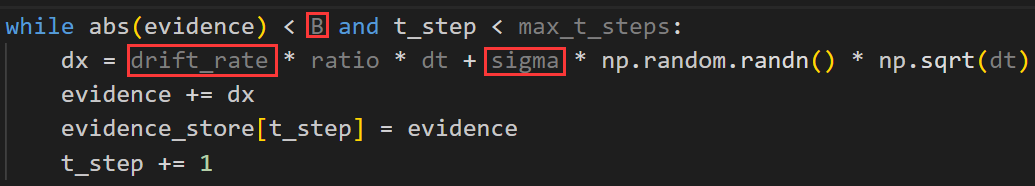 while abs(evidence) < B and t_step < max_t_steps:
dx = drift_rate * ratio * dt + sigma * np.random.randn() * np.sqrt(dt)
evidence += dx
evidence_store[t_step] = evidence
t_step += 1